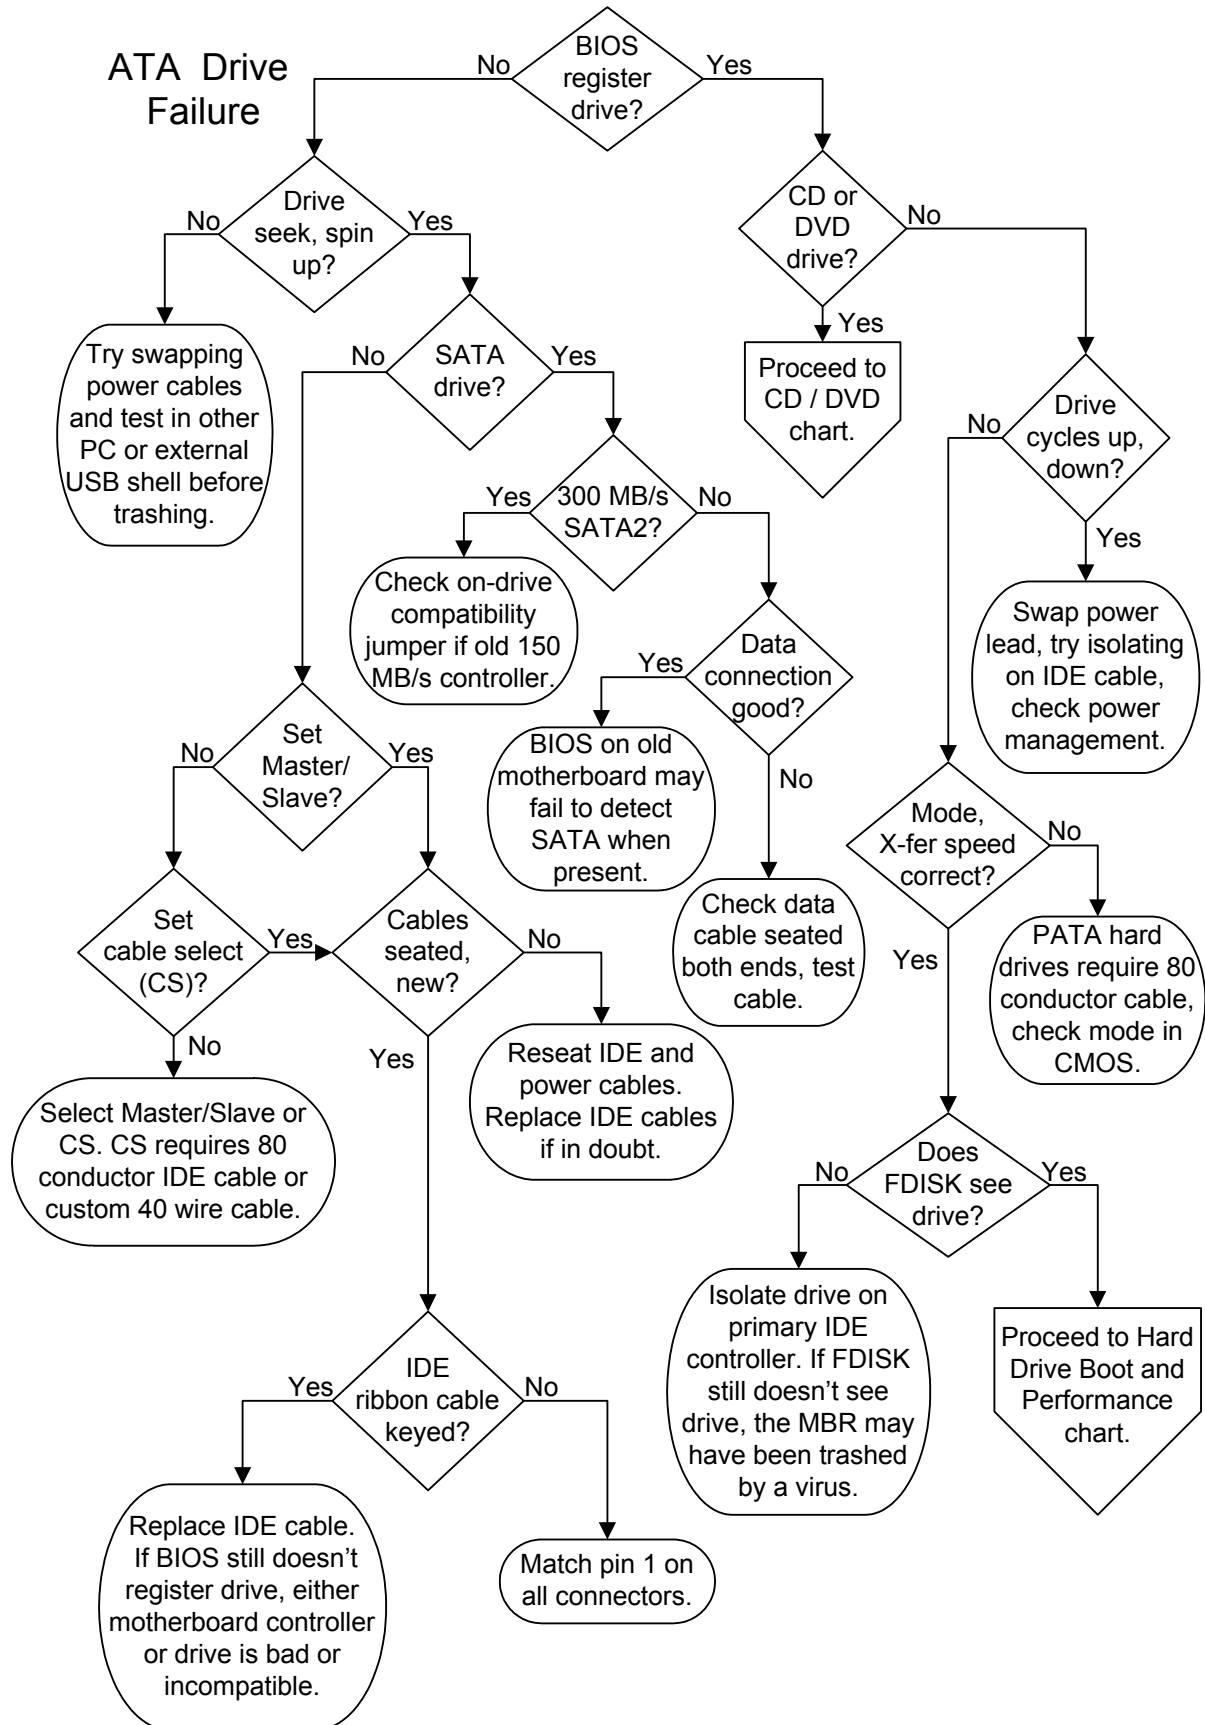 ATA Drive
Failure
BIOS
register
drive?
No
Yes
Drive
seek, spin
up?
No
Yes
CD or
DVD
drive?
No
Yes
Try swapping
power cables
and test in other
PC or external
USB shell before
trashing.
SATA
drive?
No
Yes
Proceed to
CD / DVD
chart.
Drive
cycles up,
down?
No
Yes
300 MB/s
SATA2?
Yes
No
Check on-drive
compatibility
jumper if old 150
MB/s controller.
Data
connection
good?
Yes
No
Swap power
lead, try isolating
on IDE cable,
check power
management.
Set
Master/
Slave?
No
Yes
BIOS on old
motherboard may
fail to detect
SATA when
present.
Mode,
X-fer speed
correct?
No
Yes
Set
cable select
(CS)?
Yes
No
Cables
seated,
new?
No
Yes
Check data
cable seated
both ends, test
cable.
PATA hard
drives require 80
conductor cable,
check mode in
CMOS.
Select Master/Slave or
CS. CS requires 80
conductor IDE cable or
custom 40 wire cable.
Reseat IDE and
power cables.
Replace IDE cables
if in doubt.
Does
FDISK see
drive?
No
Yes
Isolate drive on
primary IDE
controller. If FDISK
still doesn't see
drive, the MBR may
have been trashed
by a virus.
Proceed to Hard
Drive Boot and
Performance
chart.
IDE
ribbon cable
keyed?
Yes
No
Replace IDE cable.
If BIOS still doesn't
register drive, either
motherboard controller
or drive is bad or
incompatible.
Match pin 1 on
all connectors.